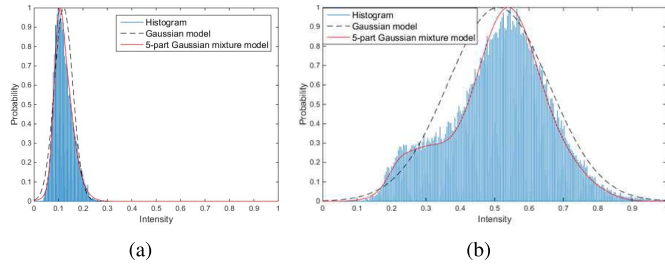 Histogram
Gaussian model
5-part Gaussian mixture model
Probability
1
0.9
0.8
0.7
0.6
0.5
0.4
0.3
0.2
0.1
0
0 0.1 0.2 0.3 0.4 0.5 0.6 0.7 0.8 0.9 1
Intensity
(a)
Histogram
Gaussian model
5-part Gaussian mixture model
Probability
1
0.9
0.8
0.7
0.6
0.5
0.4
0.3
0.2
0.1
0
0 0.1 0.2 0.3 0.4 0.5 0.6 0.7 0.8 0.9
Intensity
(b)